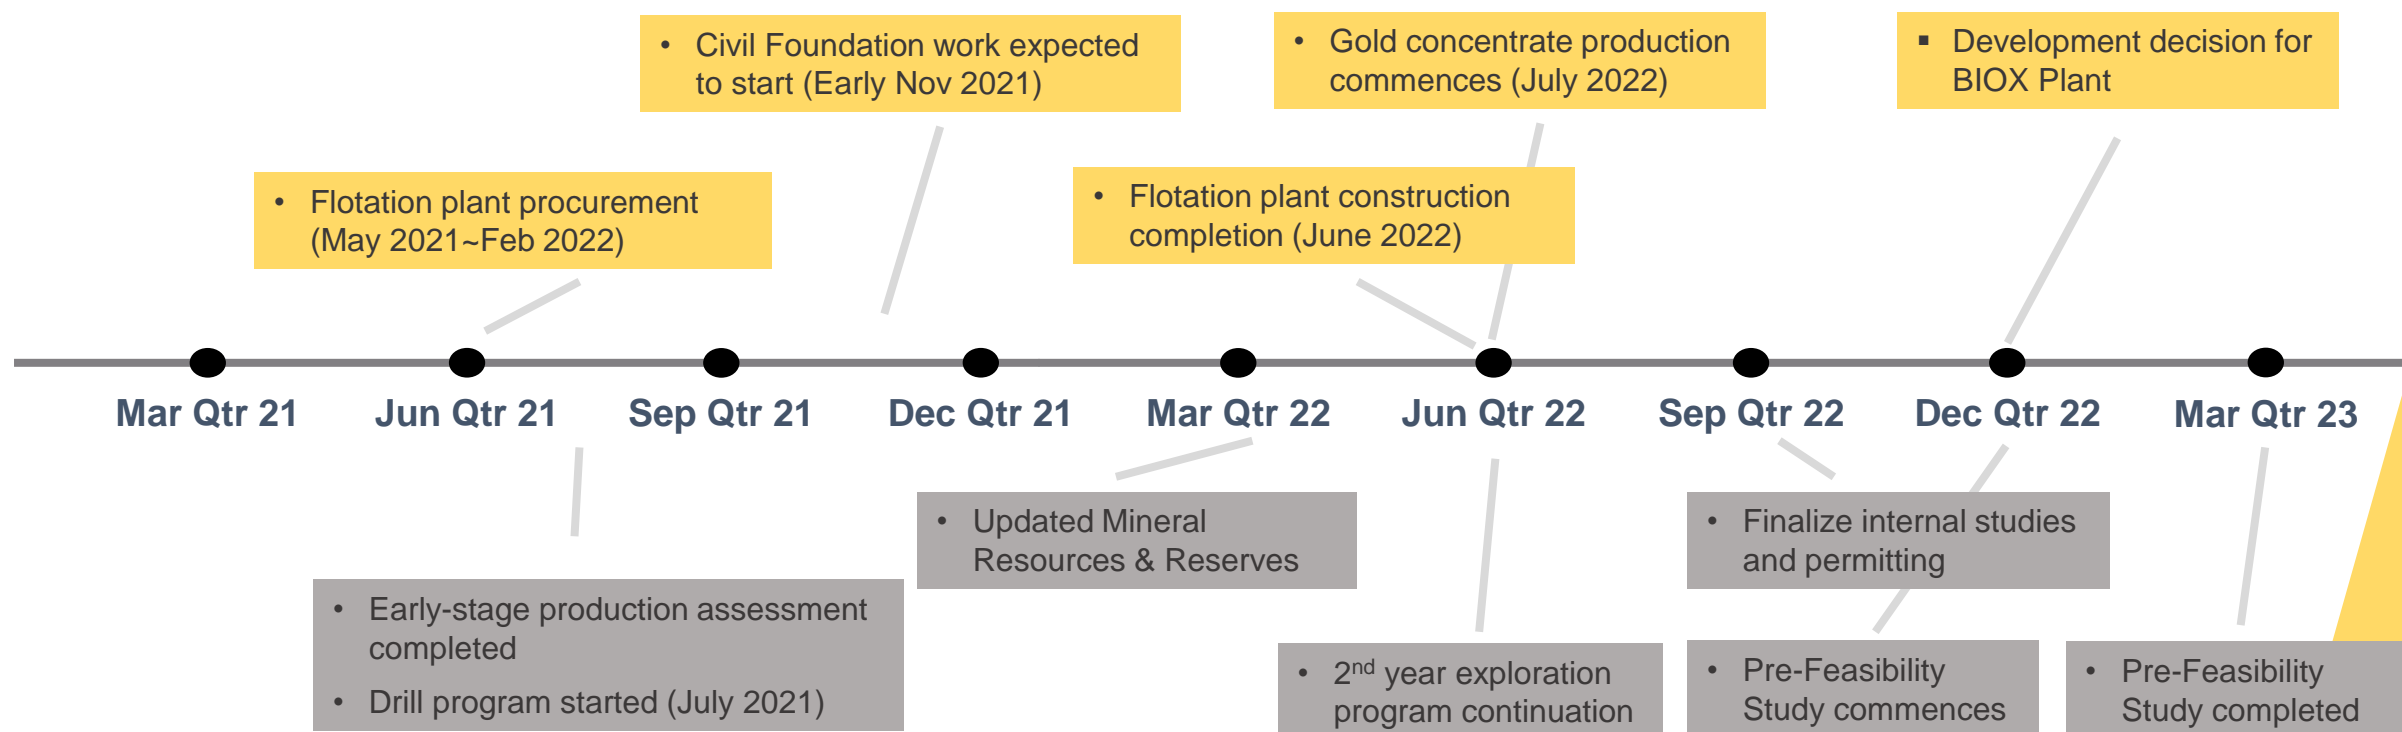 • Civil Foundation work expected
to start (Early Nov 2021)
• Gold concentrate production
commences (July 2022)
▪ Development decision for
BIOX Plant
• Flotation plant procurement
(May 2021~Feb 2022)
• Flotation plant construction
completion (June 2022)
Mar Qtr 21
Jun Qtr 21
Sep Qtr 21
Dec Qtr 21
Mar Qtr 22
Jun Qtr 22
Sep Qtr 22
Dec Qtr 22
Mar Qtr 23
• Early-stage production assessment
completed
• Drill program started (July 2021)
• Updated Mineral
Resources & Reserves
• 2nd year exploration
program continuation
• Finalize internal studies
and permitting
• Pre-Feasibility
Study commences
• Pre-Feasibility
Study completed